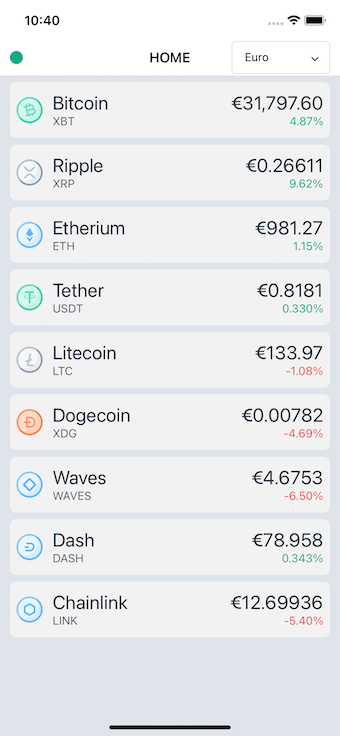 10:40
HOME
Euro
Bitcoin €31,797.60
XBT 4.87%
Ripple €0.26611
XRP 9.62%
Etherium €981.27
ETH 1.15%
Tether €0.8181
USDT 0.330%
Litecoin €133.97
LTC -1.08%
Dogecoin €0.00782
XDG -4.69%
Waves €4.6753
WAVES -6.50%
Dash €78.958
DASH 0.343%
Chainlink €12.69936
LINK -5.40%